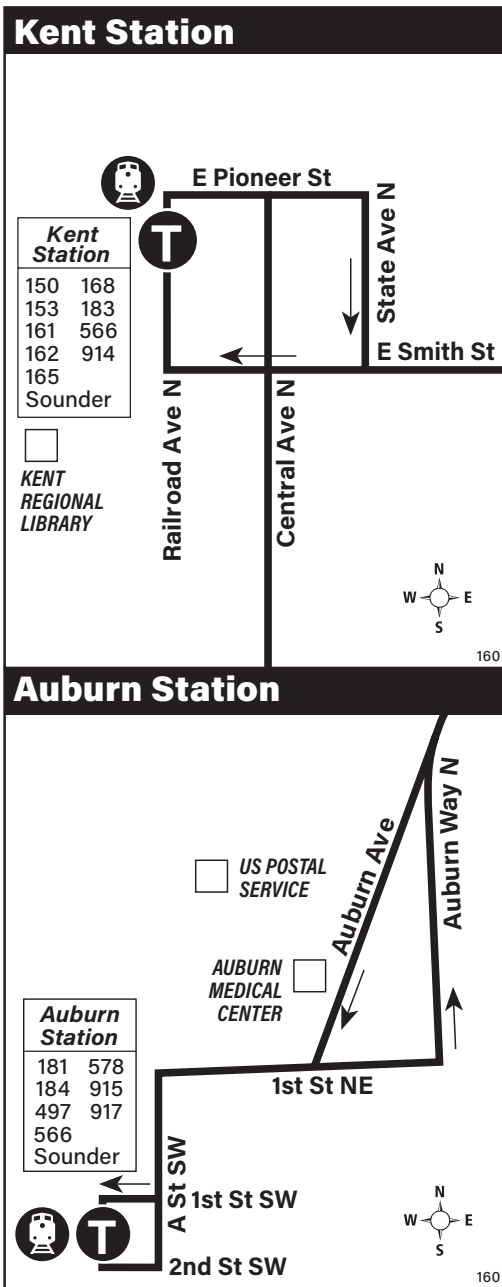 Kent Station
E Pioneer St
T
State Ave N
Kent
Station
150 168
153 183
161 566
162 914
165
Sounder
E Smith St
Railroad Ave N
Central Ave N
KENT
REGIONAL
LIBRARY
N
W E
S
160
Auburn Station
Auburn Way N
Auburn Ave
US POSTAL
SERVICE
AUBURN
MEDICAL
CENTER
Auburn
Station
181 578
184 915
497 917
566
Sounder
1st St NE
A St SW
1st St SW
T
2nd St SW
N
W E
S
160